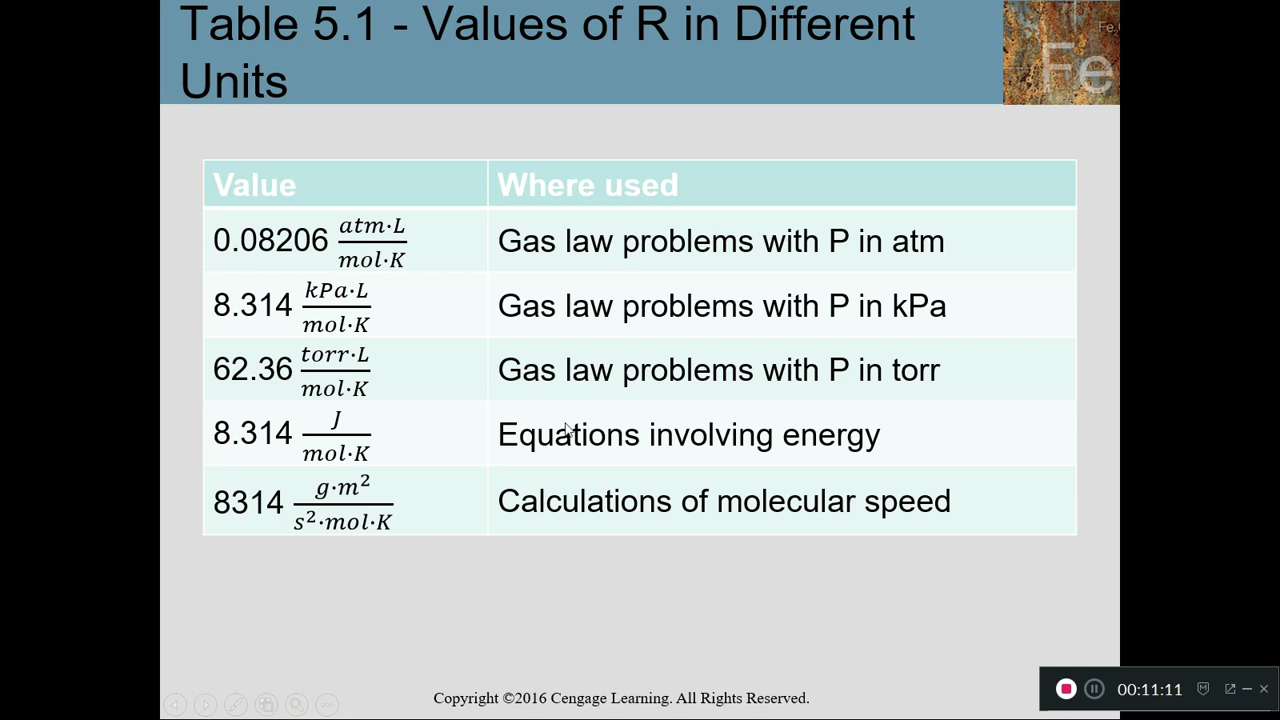 Table 5.1 - Values of R in Different
Units
Fe
Fe
Value Where used
0.08206 atm·L/mol·K Gas law problems with P in atm
8.314 kPa·L/mol·K Gas law problems with P in kPa
62.36 torr·L/mol·K Gas law problems with P in torr
8.314 J/mol·K Equations involving energy
8314 g·m²/s²·mol·K Calculations of molecular speed
Copyright ©2016 Cengage Learning. All Rights Reserved.
00:11:11